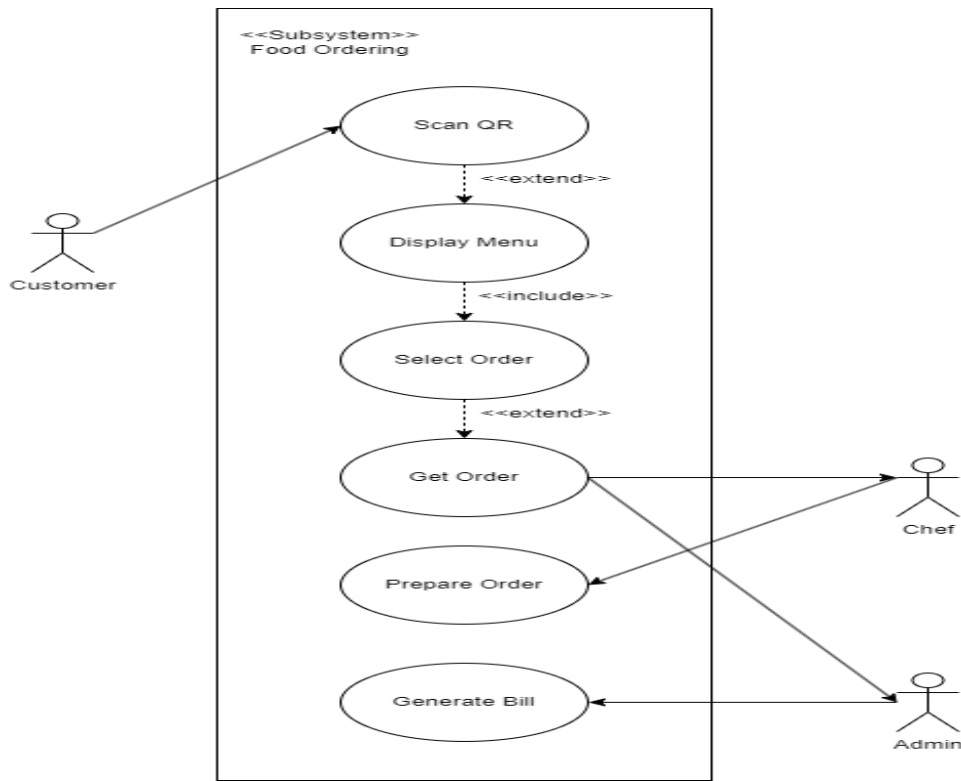 <<Subsystem>>
Food Ordering
Scan QR
<<extend>>
Display Menu
<<include>>
Customer
Select Order
<<extend>>
Get Order
Chef
Prepare Order
Generate Bill
Admin